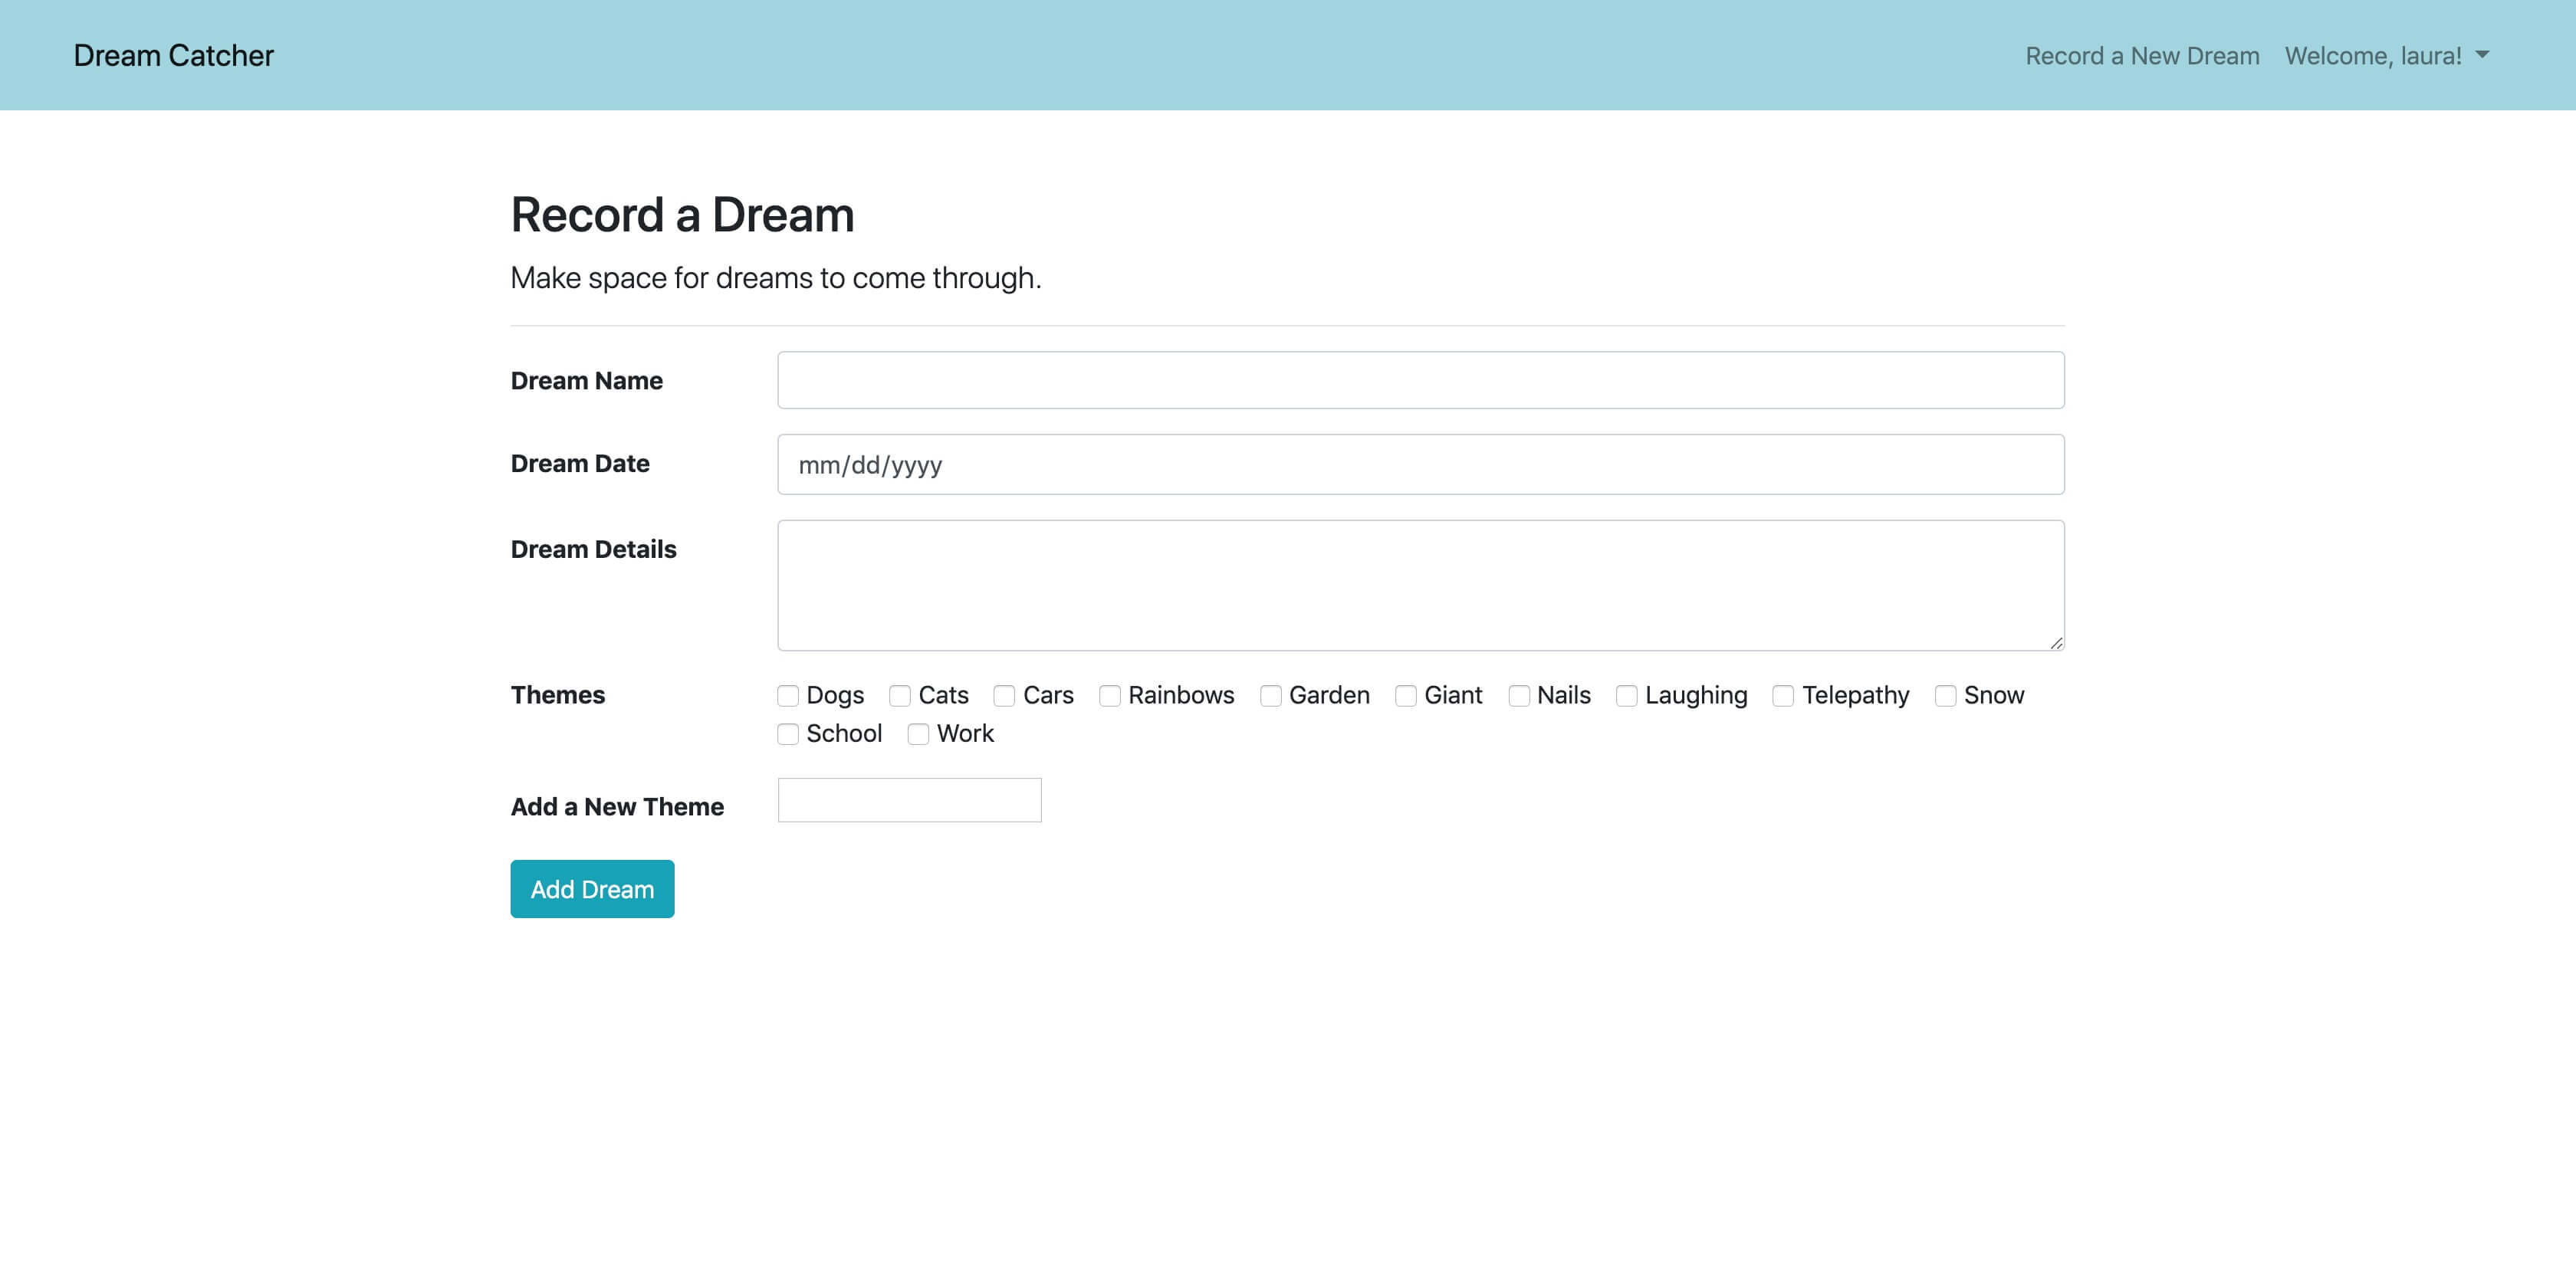 Dream Catcher
Record a New Dream
Welcome, laura!
Record a Dream
Make space for dreams to come through.
Dream Name
Dream Date
mm/dd/yyyy
Dream Details
Themes
Dogs Cats Cars Rainbows Garden Giant Nails Laughing Telepathy Snow
School Work
Add a New Theme
Add Dream